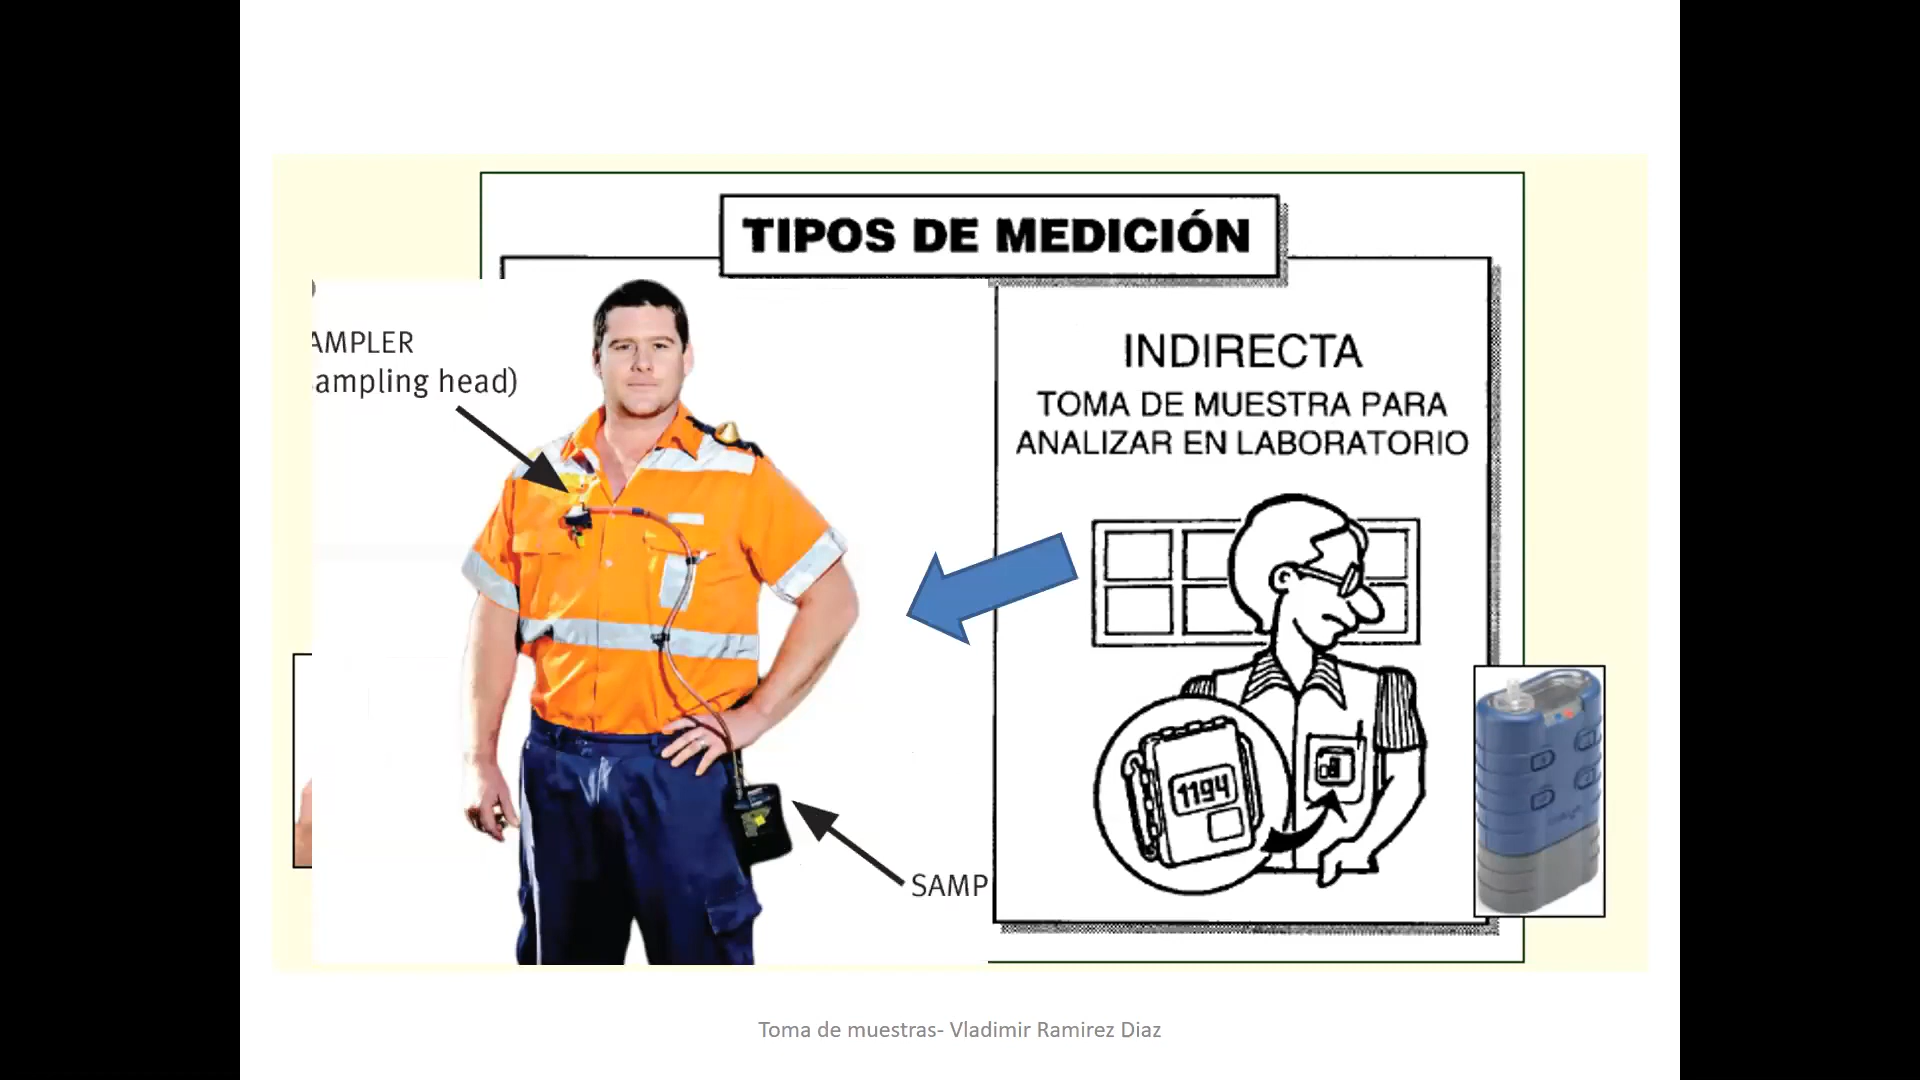 TIPOS DE MEDICIÓN
AMPLER
ampling head)
SAMP
INDIRECTA
TOMA DE MUESTRA PARA
ANALIZAR EN LABORATORIO
1194
Toma de muestras- Vladimir Ramirez Diaz